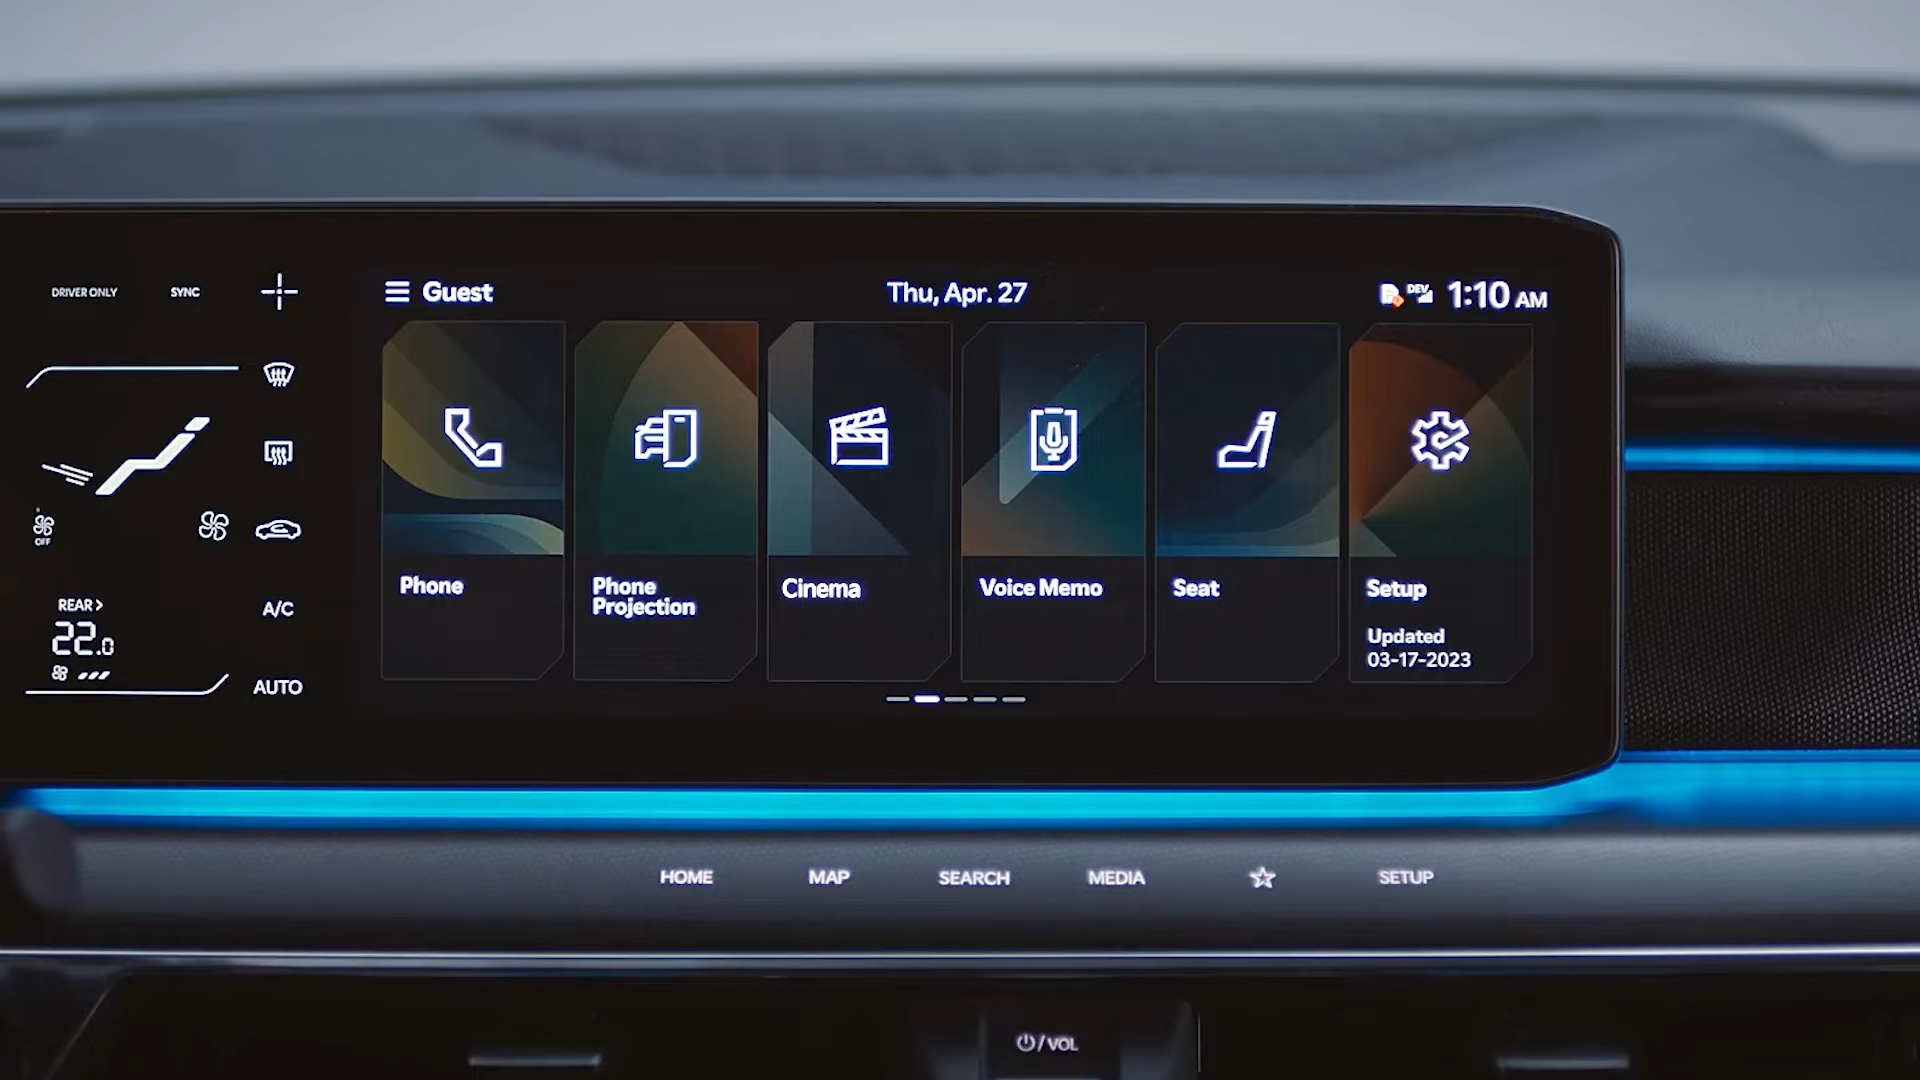 DRIVER ONLY
SYNC
Guest
Thu, Apr. 27
DEV
1:10 AM
OFF
REAR >
22.0
A/C
AUTO
Phone
Phone
Projection
Cinema
Voice Memo
Seat
Setup
Updated
03-17-2023
HOME
MAP
SEARCH
MEDIA
SETUP
/ VOL